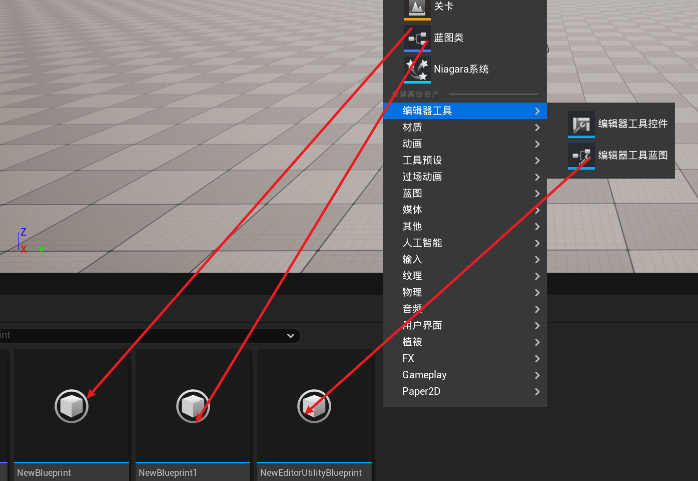 关卡
蓝图类
Niagara系统
编辑器工具
材质
动画
工具预设
过场动画
蓝图
媒体
其他
人工智能
输入
纹理
物理
音频
用户界面
植被
FX
Gameplay
Paper2D
编辑器工具控件
编辑器工具蓝图
Z
X
Y
int
NewBlueprint
NewBlueprint1
NewEditorUtilityBlueprint